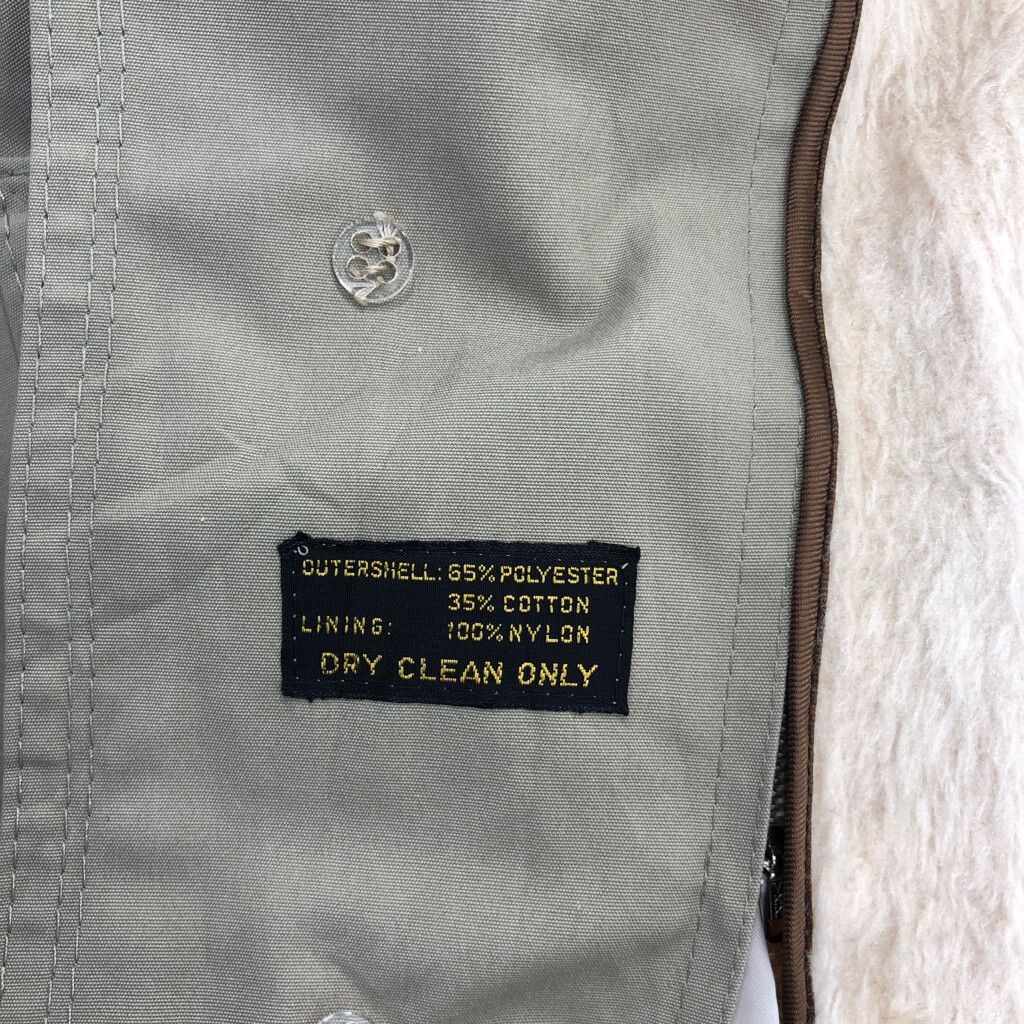 OUTERSHELL: 65% POLYESTER
35% COTTON
LINING: 100% NYLON
DRY CLEAN ONLY